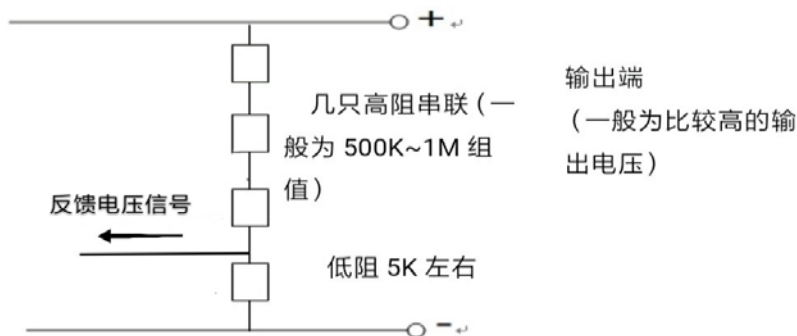 +
几只高阻串联（一
般为 500K~1M 组
值）
输出端
（一般为比较高的输
出电压）
反馈电压信号
低阻 5K 左右
-